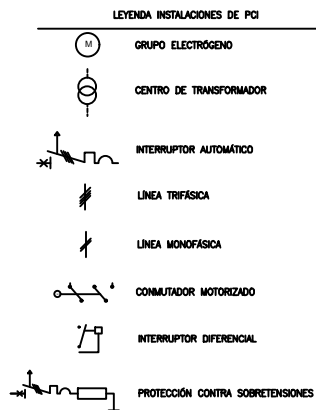 LEYENDA INSTALACIONES DE PCI
M
GRUPO ELECTRÓGENO
CENTRO DE TRANSFORMADOR
INTERRUPTOR AUTOMÁTICO
LÍNEA TRIFÁSICA
LÍNEA MONOFÁSICA
CONMUTADOR MOTORIZADO
INTERRUPTOR DIFERENCIAL
PROTECCIÓN CONTRA SOBRETENSIONES